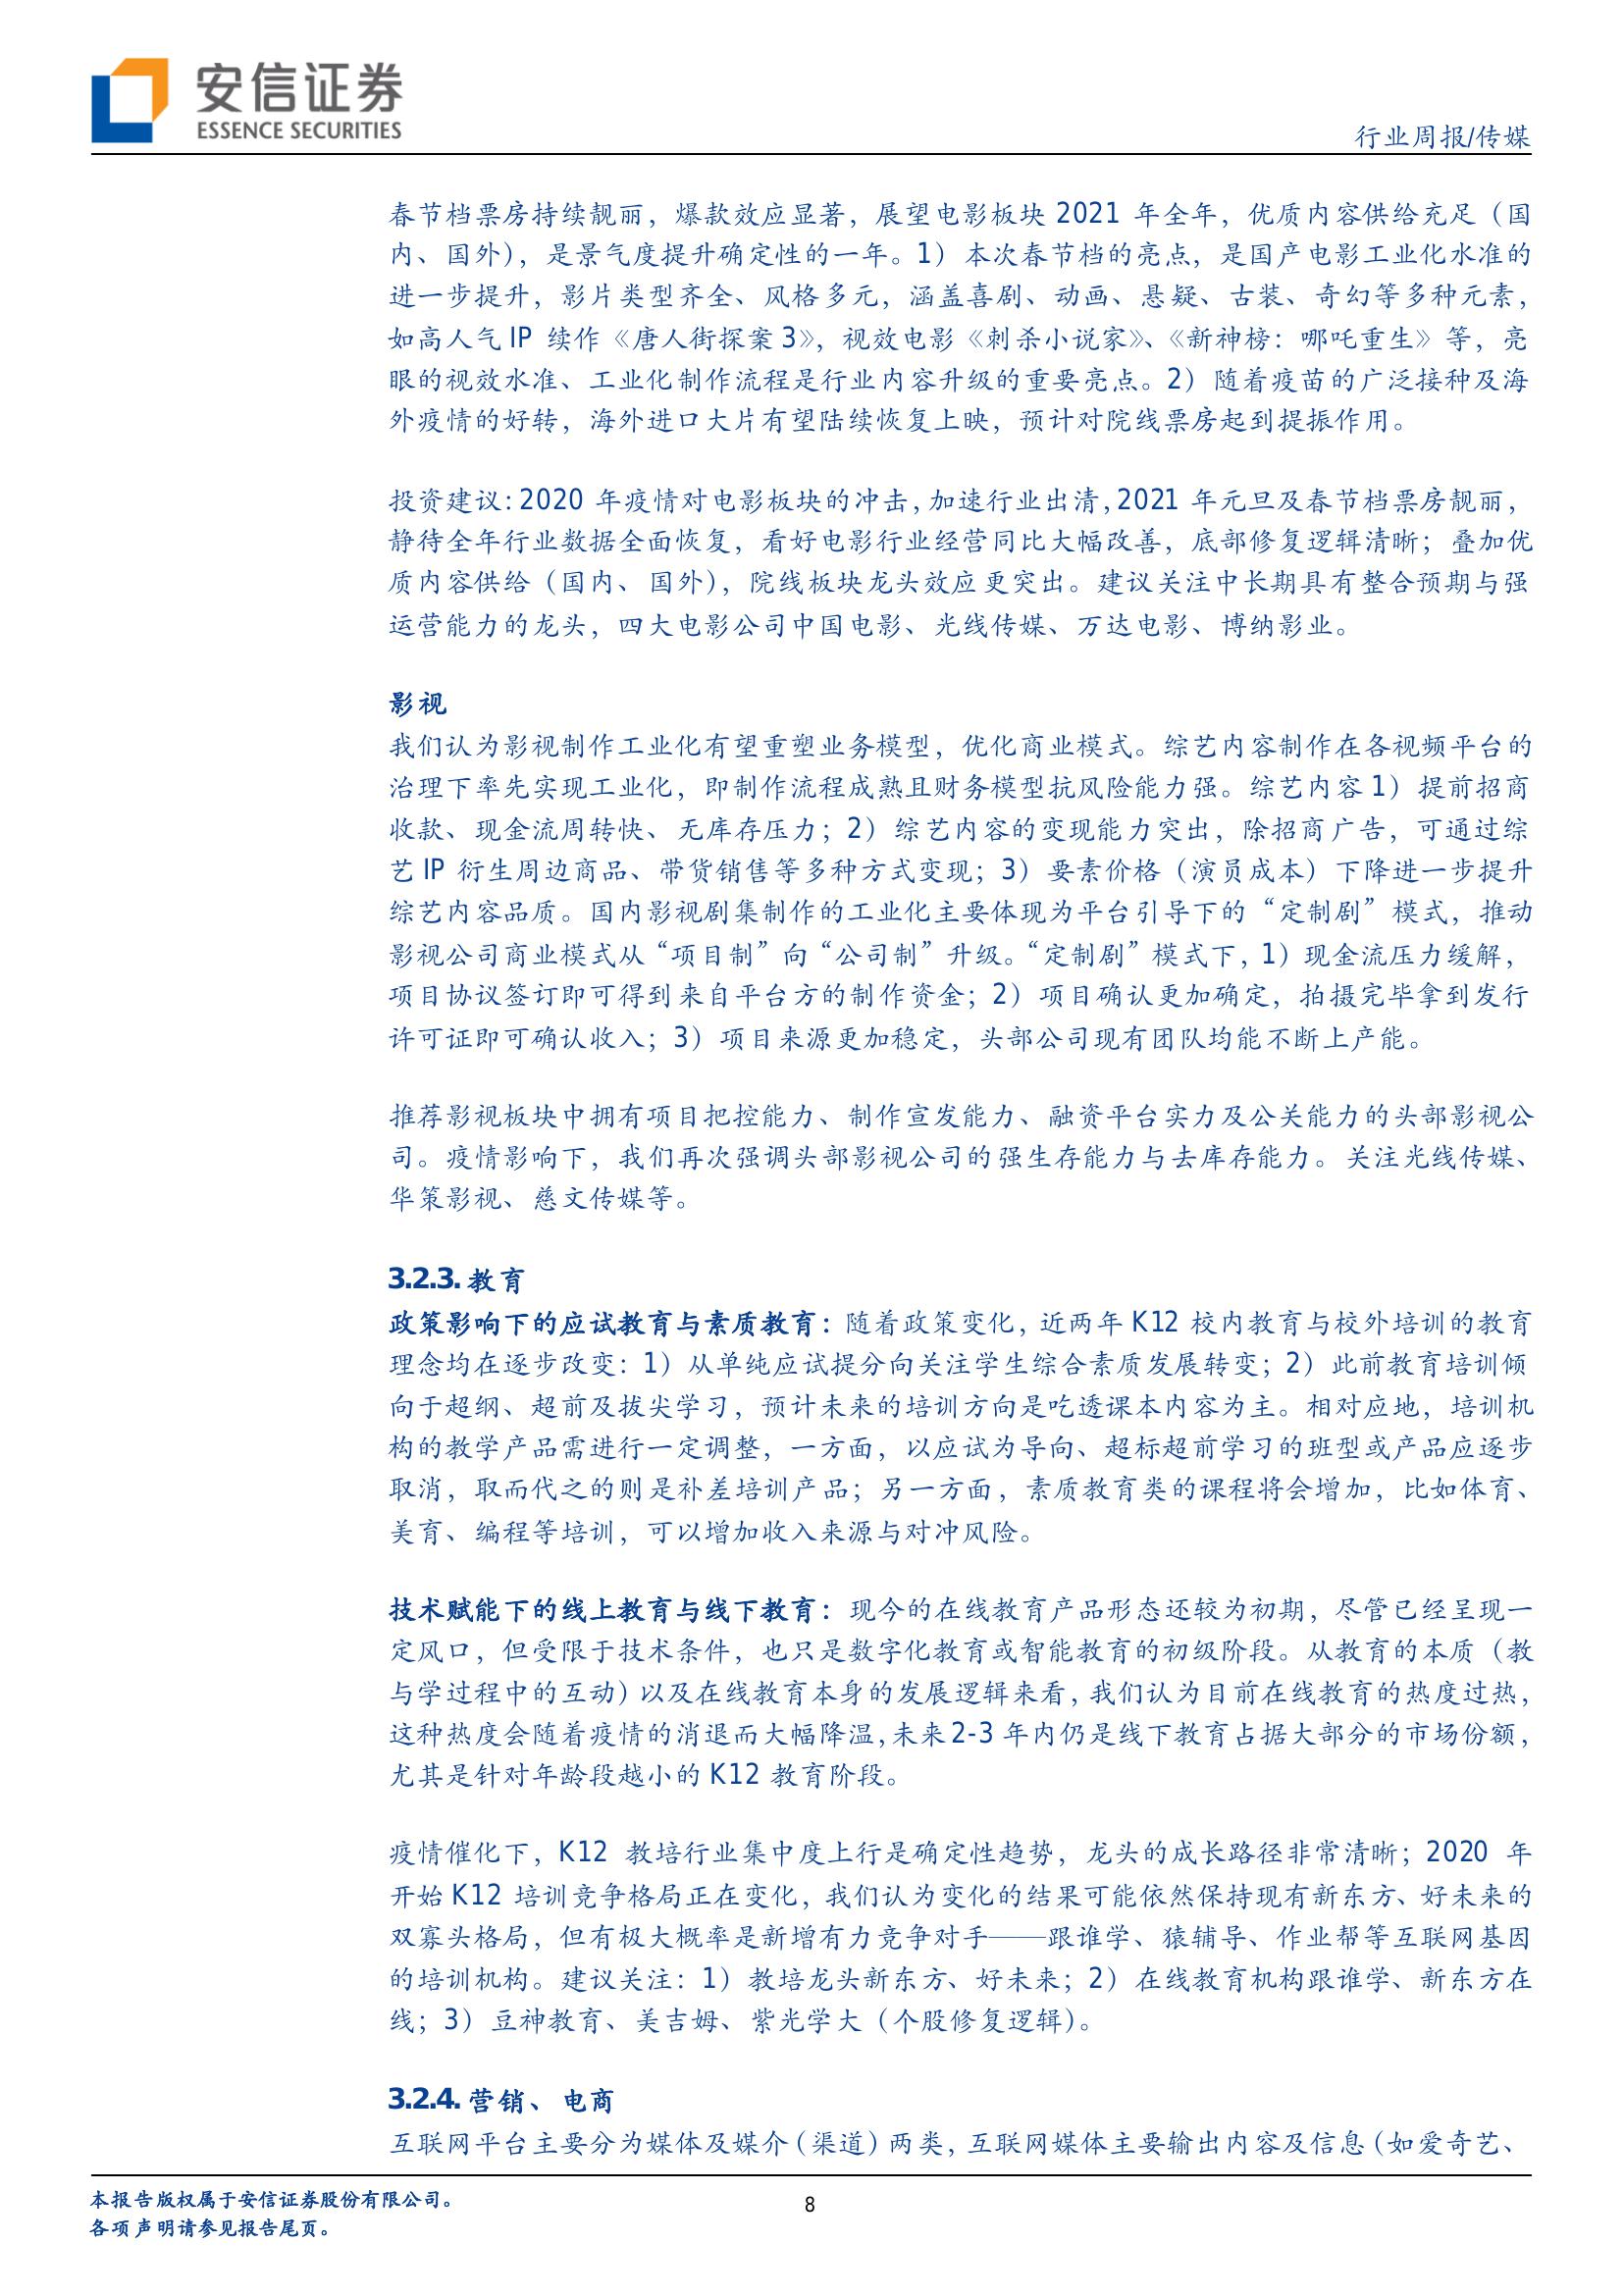 安信证券
ESSENCE SECURITIES
行业周报/传媒
春节档票房持续靓丽，爆款效应显著，展望电影板块 2021 年全年，优质内容供给充足（国
内、国外），是景气度提升确定性的一年。1）本次春节档的亮点，是国产电影工业化水准的
进一步提升，影片类型齐全、风格多元，涵盖喜剧、动画、悬疑、古装、奇幻等多种元素，
如高人气 IP 续作《唐人街探案 3》，视效电影《刺杀小说家》、《新神榜：哪吒重生》等，亮
眼的视效水准、工业化制作流程是行业内容升级的重要亮点。2）随着疫苗的广泛接种及海
外疫情的好转，海外进口大片有望陆续恢复上映，预计对院线票房起到提振作用。
投资建议：2020 年疫情对电影板块的冲击，加速行业出清，2021 年元旦及春节档票房靓丽，
静待全年行业数据全面恢复，看好电影行业经营同比大幅改善，底部修复逻辑清晰；叠加优
质内容供给（国内、国外），院线板块龙头效应更突出。建议关注中长期具有整合预期与强
运营能力的龙头，四大电影公司中国电影、光线传媒、万达电影、博纳影业。
影视
我们认为影视制作工业化有望重塑业务模型，优化商业模式。综艺内容制作在各视频平台的
治理下率先实现工业化，即制作流程成熟且财务模型抗风险能力强。综艺内容 1）提前招商
收款、现金流周转快、无库存压力；2）综艺内容的变现能力突出，除招商广告，可通过综
艺 IP 衍生周边商品、带货销售等多种方式变现；3）要素价格（演员成本）下降进一步提升
综艺内容品质。国内影视剧集制作的工业化主要体现为平台引导下的“定制剧”模式，推动
影视公司商业模式从“项目制”向“公司制”升级。“定制剧”模式下，1）现金流压力缓解，
项目协议签订即可得到来自平台方的制作资金；2）项目确认更加确定，拍摄完毕拿到发行
许可证即可确认收入；3）项目来源更加稳定，头部公司现有团队均能不断上产能。
推荐影视板块中拥有项目把控能力、制作宣发能力、融资平台实力及公关能力的头部影视公
司。疫情影响下，我们再次强调头部影视公司的强生存能力与去库存能力。关注光线传媒、
华策影视、慈文传媒等。
3.2.3. 教育
政策影响下的应试教育与素质教育：随着政策变化，近两年 K12 校内教育与校外培训的教育
理念均在逐步改变：1）从单纯应试提分向关注学生综合素质发展转变；2）此前教育培训倾
向于超纲、超前及拔尖学习，预计未来的培训方向是吃透课本内容为主。相对应地，培训机
构的教学产品需进行一定调整，一方面，以应试为导向、超标超前学习的班型或产品应逐步
取消，取而代之的则是补差培训产品；另一方面，素质教育类的课程将会增加，比如体育、
美育、编程等培训，可以增加收入来源与对冲风险。
技术赋能下的线上教育与线下教育：现今的在线教育产品形态还较为初期，尽管已经呈现一
定风口，但受限于技术条件，也只是数字化教育或智能教育的初级阶段。从教育的本质（教
与学过程中的互动）以及在线教育本身的发展逻辑来看，我们认为目前在线教育的热度过热，
这种热度会随着疫情的消退而大幅降温，未来 2-3 年内仍是线下教育占据大部分的市场份额，
尤其是针对年龄段越小的 K12 教育阶段。
疫情催化下，K12 教培行业集中度上行是确定性趋势，龙头的成长路径非常清晰；2020 年
开始 K12 培训竞争格局正在变化，我们认为变化的结果可能依然保持现有新东方、好未来的
双寡头格局，但有极大概率是新增有力竞争对手——跟谁学、猿辅导、作业帮等互联网基因
的培训机构。建议关注：1）教培龙头新东方、好未来；2）在线教育机构跟谁学、新东方在
线；3）豆神教育、美吉姆、紫光学大（个股修复逻辑）。
3.2.4. 营销、电商
互联网平台主要分为媒体及媒介（渠道）两类，互联网媒体主要输出内容及信息（如爱奇艺、
本报告版权属于安信证券股份有限公司。
8
各项声明请参见报告尾页。